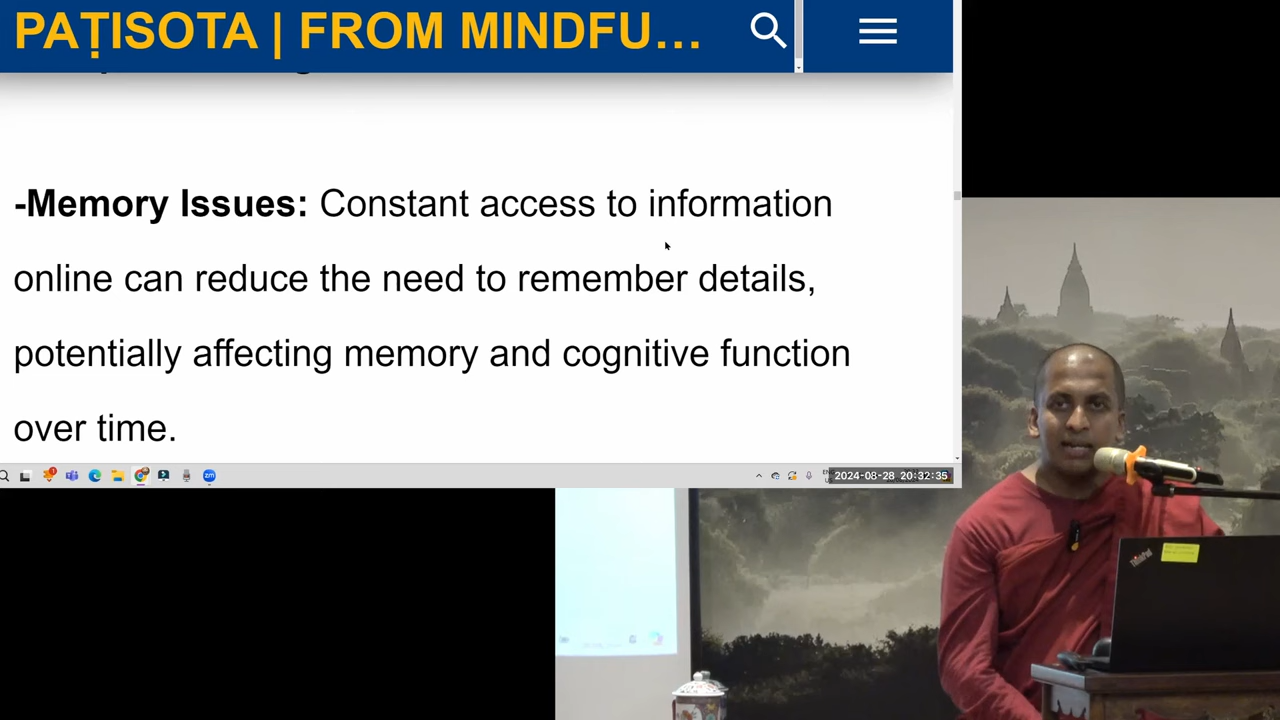 PAṬISOTA | FROM MINDFU...
-Memory Issues: Constant access to information
online can reduce the need to remember details,
potentially affecting memory and cognitive function
over time.
2024-08-28 20:32:35
ThinkPad